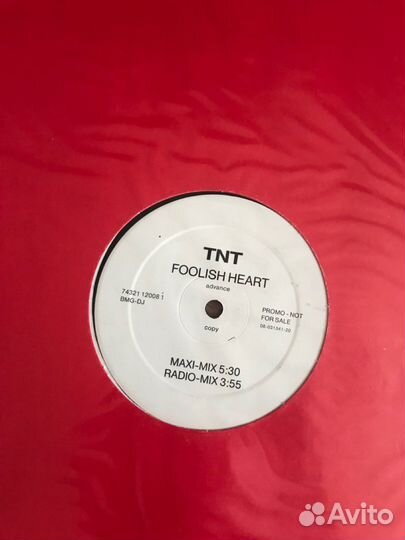 TNT
FOOLISH HEART
advance
74321 12008 1
BMG-DJ
PROMO - NOT
FOR SALE
copy
MAXI-MIX 5:30
RADIO-MIX 3:55
Avito